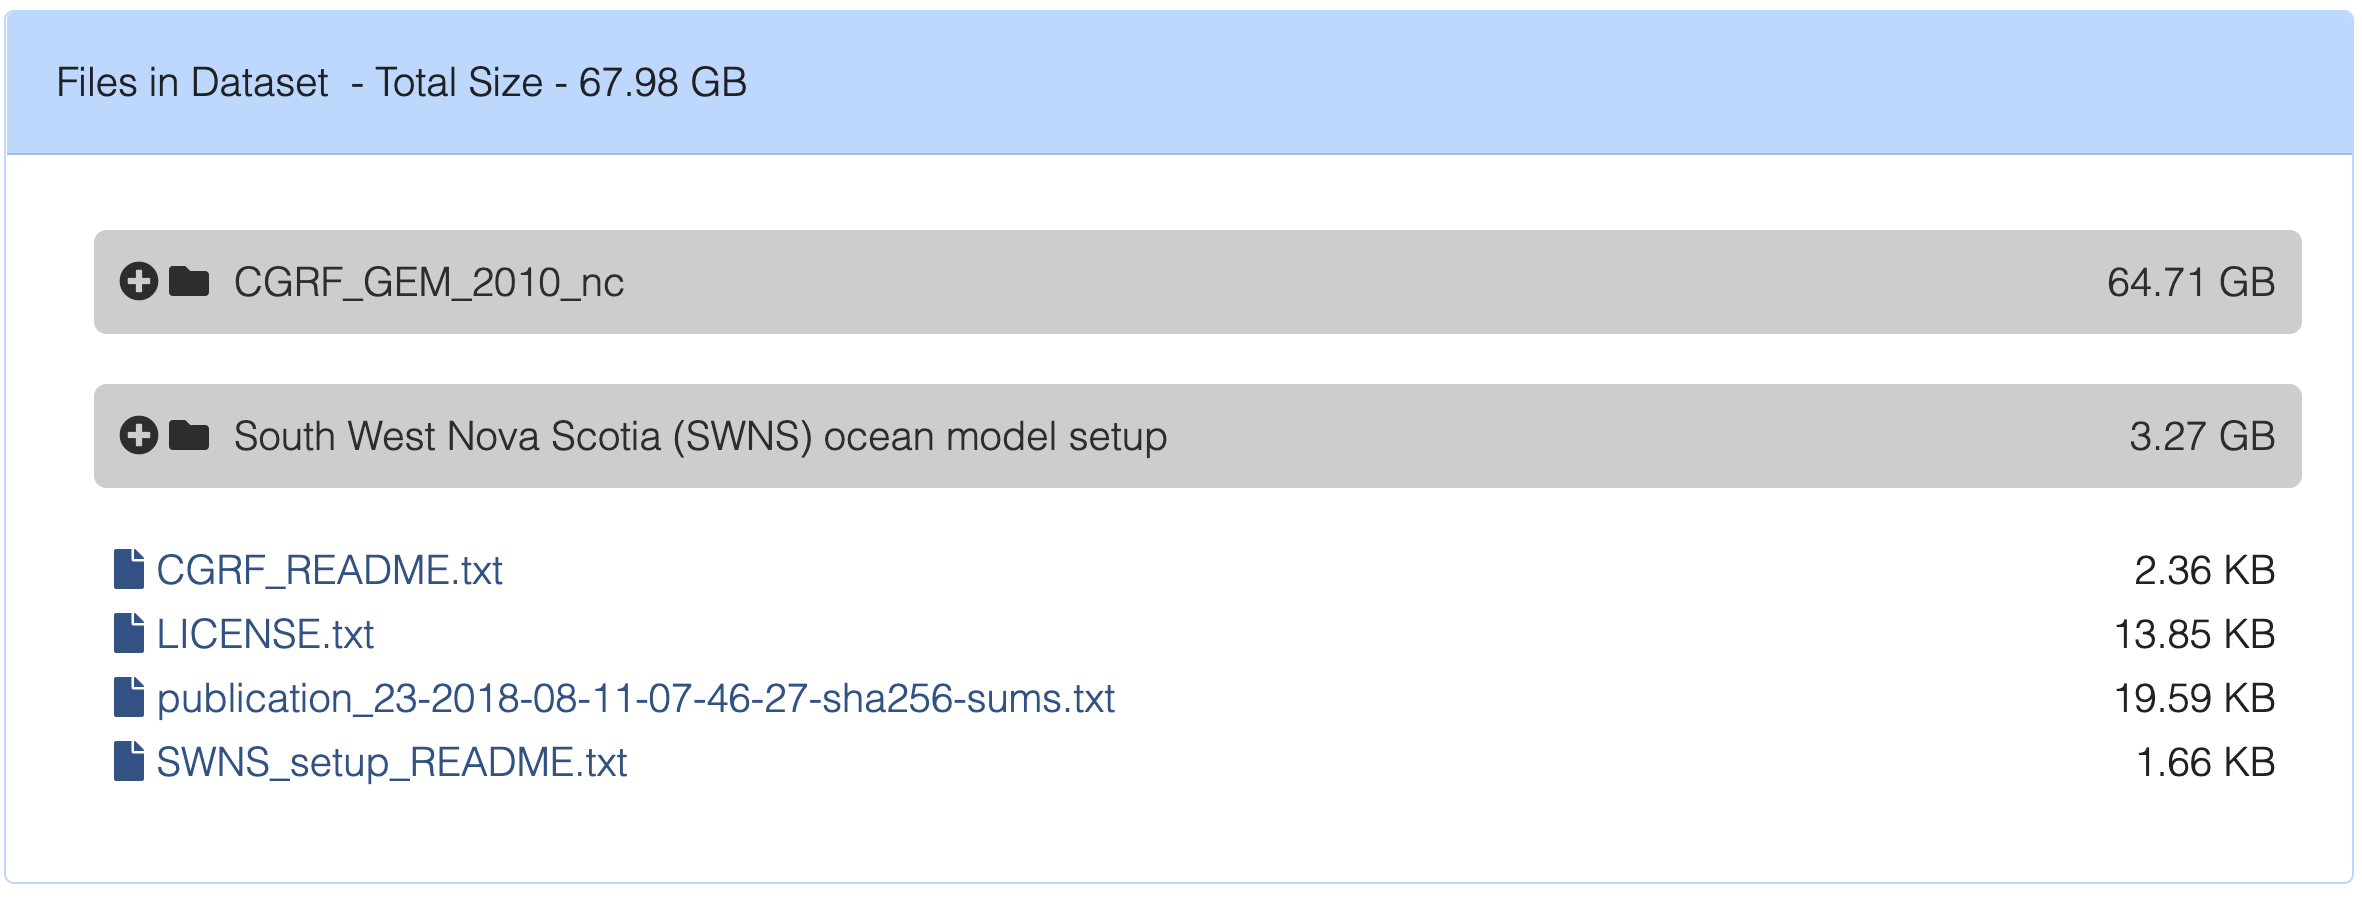 Files in Dataset - Total Size - 67.98 GB
CGRF_GEM_2010_nc 64.71 GB
South West Nova Scotia (SWNS) ocean model setup 3.27 GB
CGRF_README.txt 2.36 KB
LICENSE.txt 13.85 KB
publication_23-2018-08-11-07-46-27-sha256-sums.txt 19.59 KB
SWNS_setup_README.txt 1.66 KB